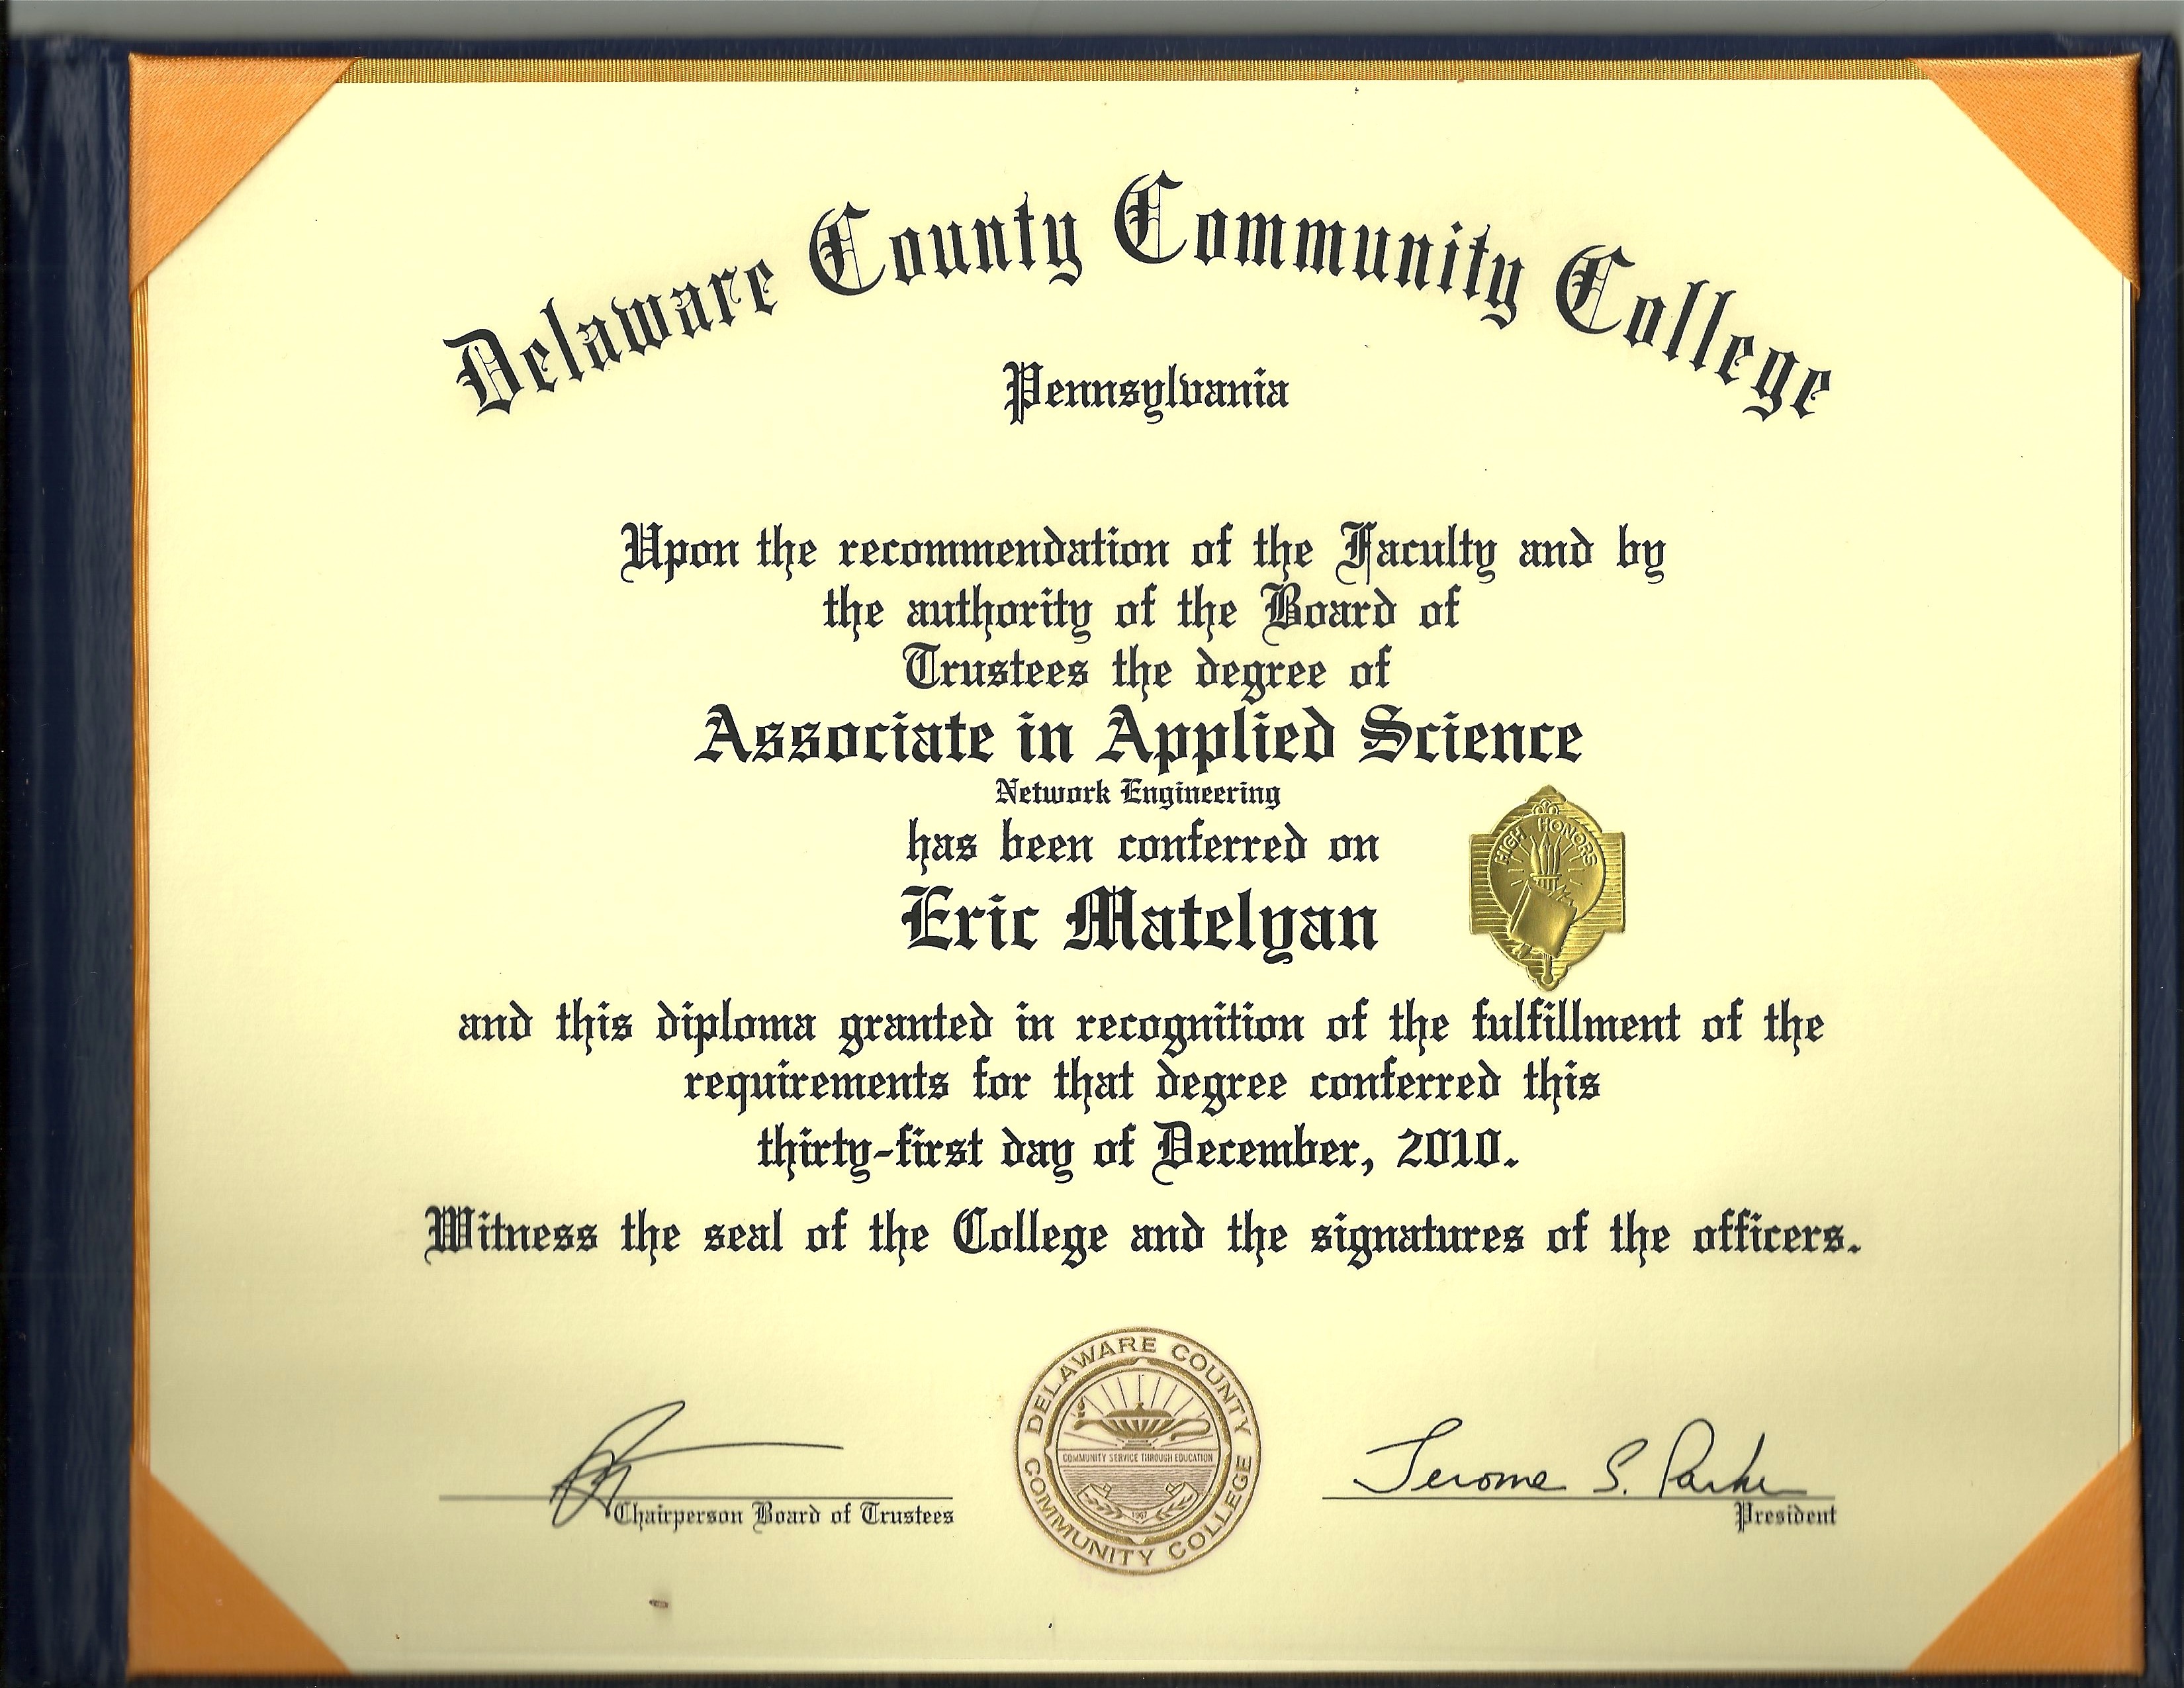 Delaware County Community College
Pennsylvania
Upon the recommendation of the Faculty and by
the authority of the Board of
Trustees the degree of
Associate in Applied Science
Network Engineering
has been conferred on
HIGH HONORS
Eric Matelyan
and this diploma granted in recognition of the fulfillment of the
requirements for that degree conferred this
thirty-first day of December, 2010.
Witness the seal of the College and the signatures of the officers.
DELAWARE COUNTY COMMUNITY COLLEGE
COMMUNITY SERVICE THROUGH EDUCATION
1967
Jerome S. Parker
Chairperson Board of Trustees
President